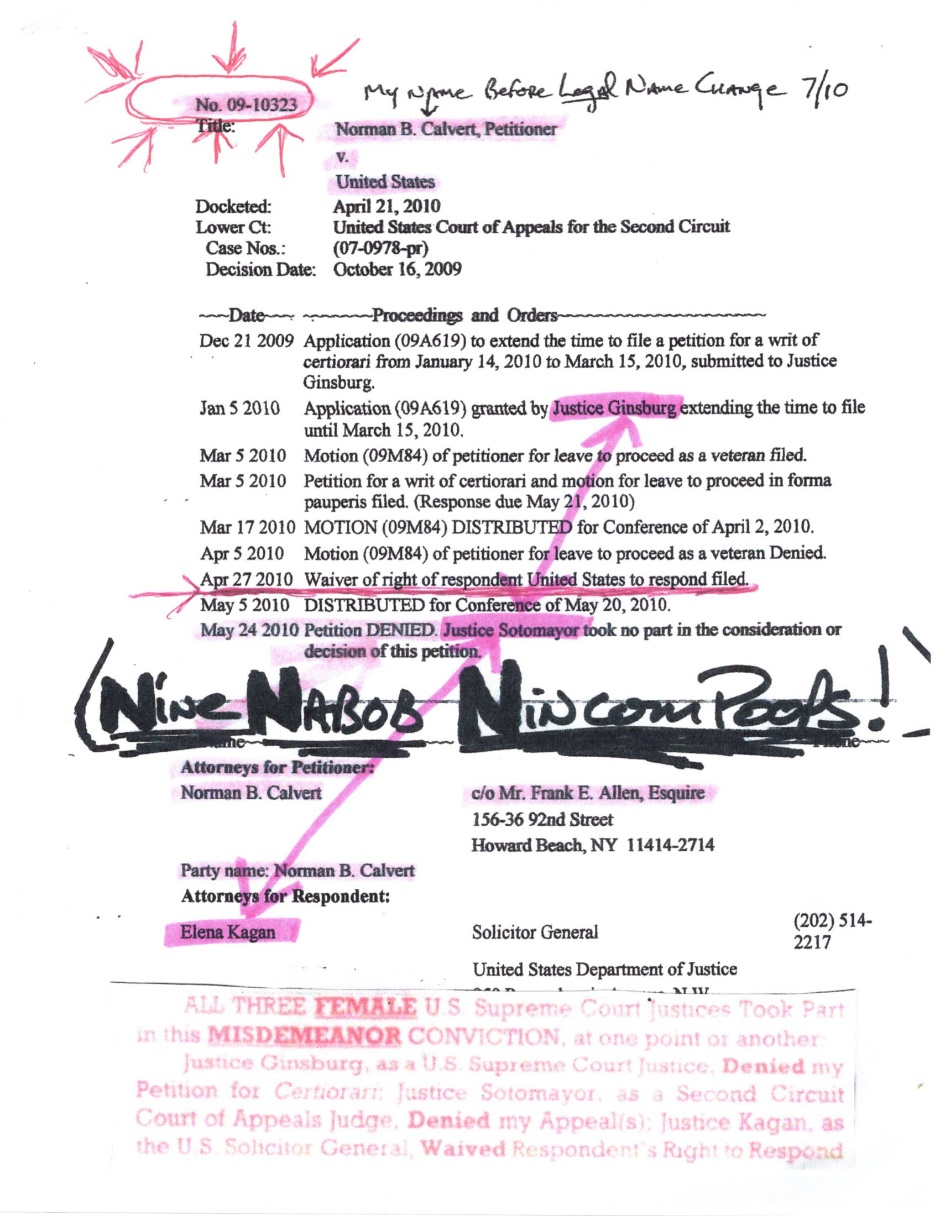 My Name Before Legal Name Change 7/10
No. 09-10323
Title: Norman B. Calvert, Petitioner
v.
United States
Docketed: April 21, 2010
Lower Ct: United States Court of Appeals for the Second Circuit
Case Nos.: (07-0978-pr)
Decision Date: October 16, 2009
~~~Date~~~ ~~~~~~~Proceedings and Orders~~~~~~~~~~~~~~~~~~~~~
Dec 21 2009 Application (09A619) to extend the time to file a petition for a writ of
certiorari from January 14, 2010 to March 15, 2010, submitted to Justice
Ginsburg.
Jan 5 2010 Application (09A619) granted by Justice Ginsburg extending the time to file
until March 15, 2010.
Mar 5 2010 Motion (09M84) of petitioner for leave to proceed as a veteran filed.
Mar 5 2010 Petition for a writ of certiorari and motion for leave to proceed in forma
pauperis filed. (Response due May 21, 2010)
Mar 17 2010 MOTION (09M84) DISTRIBUTED for Conference of April 2, 2010.
Apr 5 2010 Motion (09M84) of petitioner for leave to proceed as a veteran Denied.
Apr 27 2010 Waiver of right of respondent United States to respond filed.
May 5 2010 DISTRIBUTED for Conference of May 20, 2010.
May 24 2010 Petition DENIED. Justice Sotomayor took no part in the consideration or
decision of this petition.
(Nine Nabob Nincom Poops!)
Name~~ Phone~~~
Attorneys for Petitioner:
Norman B. Calvert c/o Mr. Frank E. Allen, Esquire
156-36 92nd Street
Howard Beach, NY 11414-2714
Party name: Norman B. Calvert
Attorneys for Respondent:
Elena Kagan Solicitor General (202) 514-
2217
United States Department of Justice
ALL THREE FEMALE U.S. Supreme Court Justices Took Part
in this MISDEMEANOR CONVICTION, at one point or another:
Justice Ginsburg, as a U.S. Supreme Court Justice, Denied my
Petition for Certiorari; Justice Sotomayor, as a Second Circuit
Court of Appeals Judge, Denied my Appeal(s); Justice Kagan, as
the U.S. Solicitor General, Waived Respondent's Right to Respond